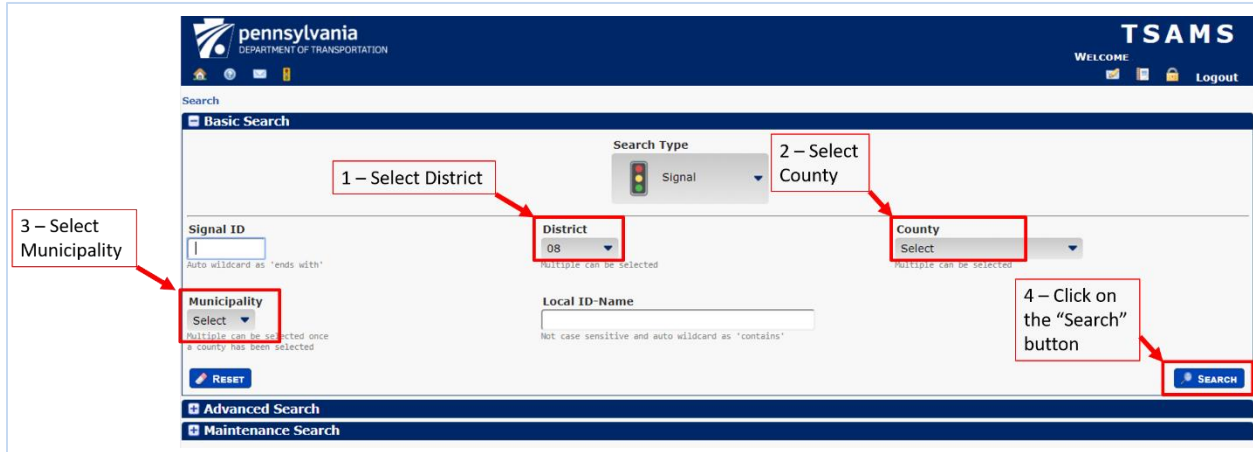 pennsylvania
DEPARTMENT OF TRANSPORTATION
TSAMS
WELCOME
Logout
Search
Basic Search
Search Type
Signal
1 – Select District
2 – Select
County
3 – Select
Municipality
Signal ID
Auto wildcard as 'ends with'
District
08
Multiple can be selected
County
Select
Multiple can be selected
Municipality
Select
Multiple can be selected once
a county has been selected
Local ID-Name
Not case sensitive and auto wildcard as 'contains'
4 – Click on
the “Search”
button
RESET
SEARCH
Advanced Search
Maintenance Search